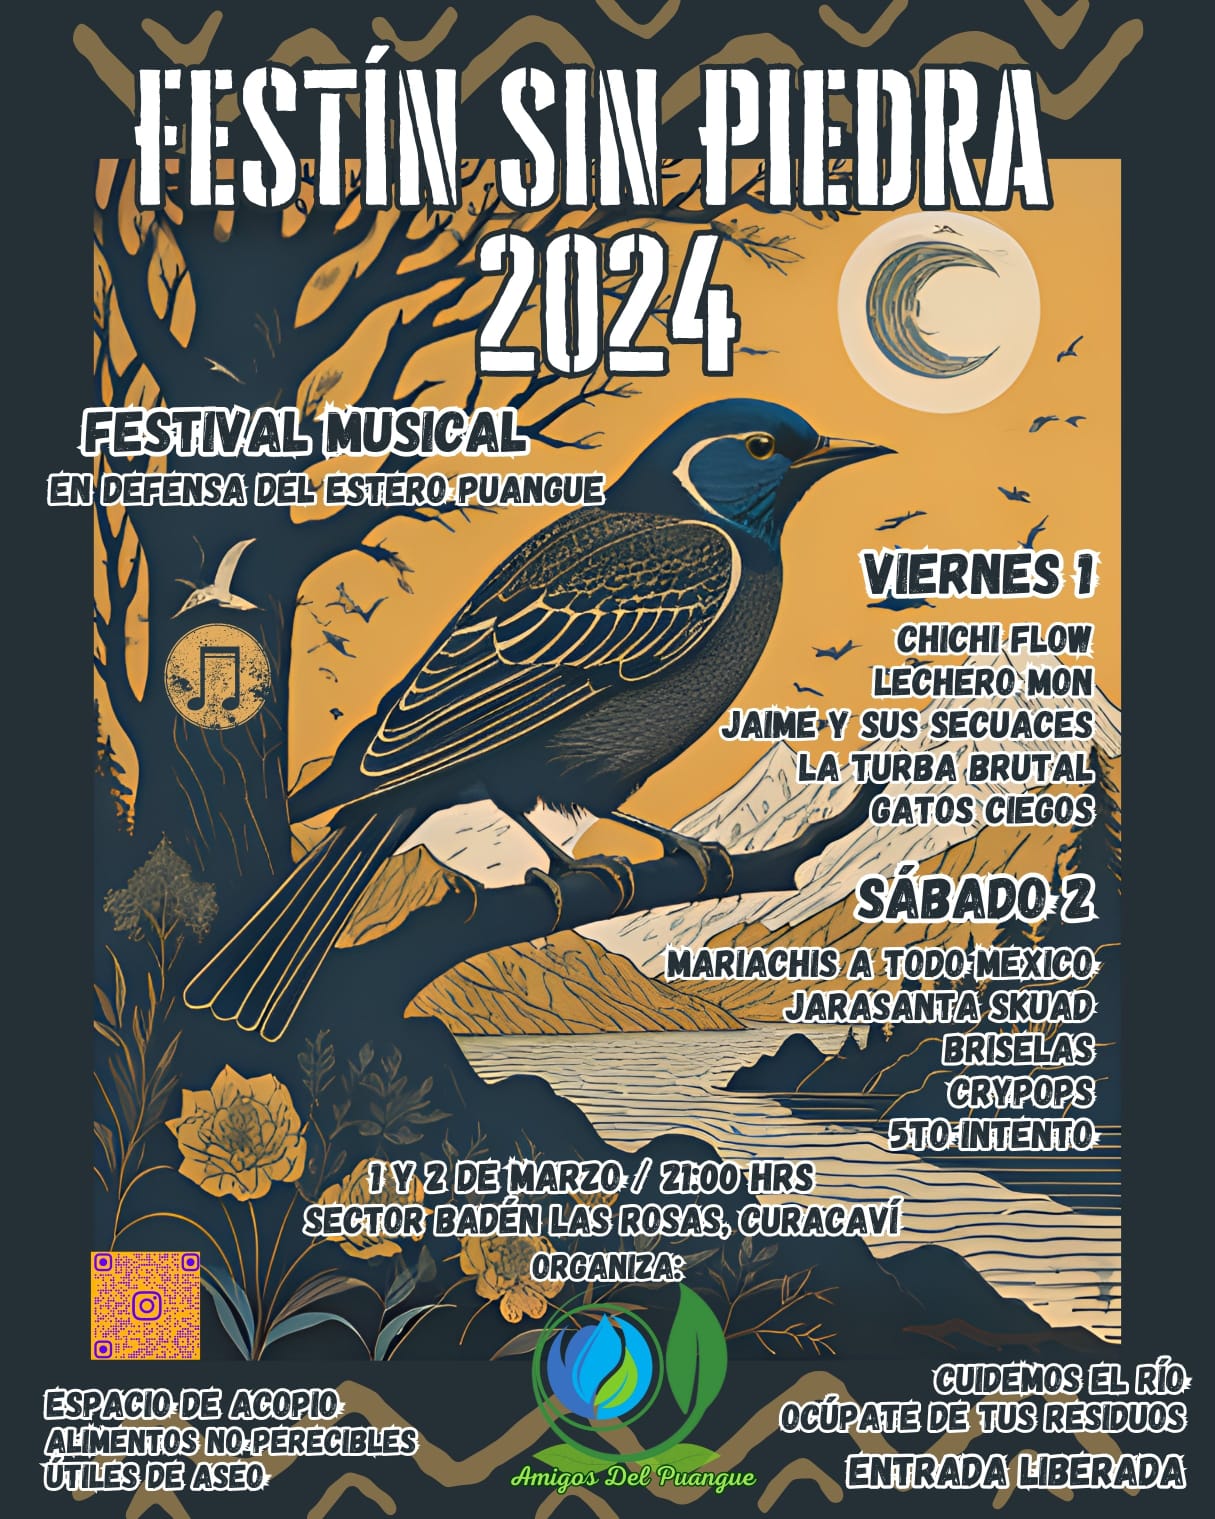 FESTÍN SIN PIEDRA
2024
FESTIVAL MUSICAL
EN DEFENSA DEL ESTERO PUANGUE
VIERNES 1
CHICHI FLOW
LECHERO MON
JAIME Y SUS SECUACES
LA TURBA BRUTAL
GATOS CIEGOS
SÁBADO 2
MARIACHIS A TODO MEXICO
JARASANTA SKUAD
BRISELAS
CRYPOPS
5TO INTENTO
1 Y 2 DE MARZO / 21:00 HRS
SECTOR BADÉN LAS ROSAS, CURACAVÍ
ORGANIZA:
Amigos Del Puangue
ESPACIO DE ACOPIO
ALIMENTOS NO PERECIBLES
ÚTILES DE ASEO
CUIDEMOS EL RÍO
OCÚPATE DE TUS RESIDUOS
ENTRADA LIBERADA